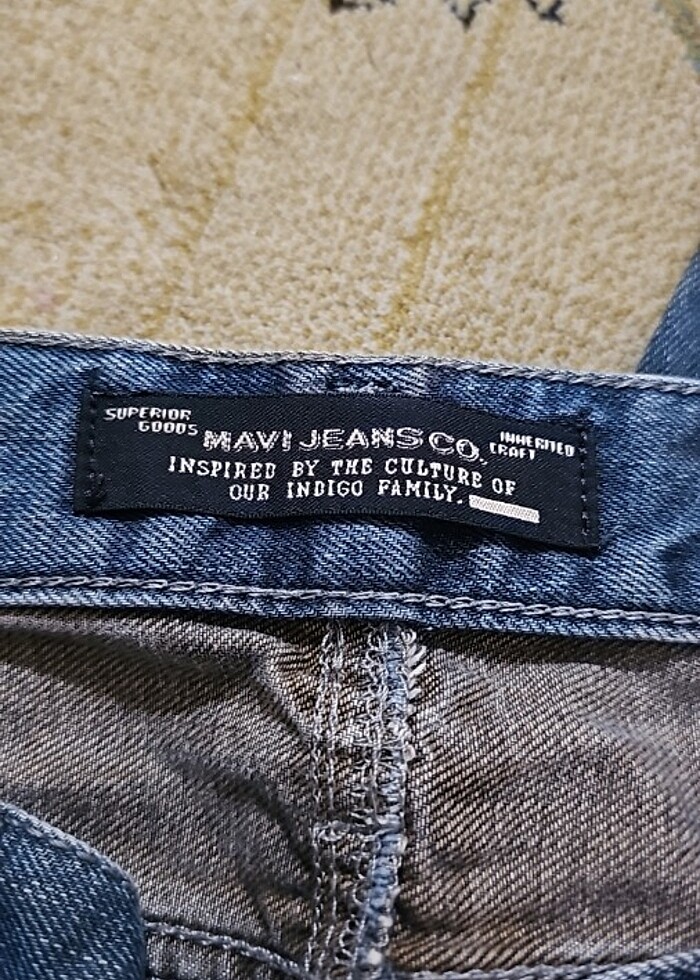 SUPERIOR
GOODS
MAVI JEANS CO.
INHERITED
CRAFT
INSPIRED BY THE CULTURE OF
OUR INDIGO FAMILY.